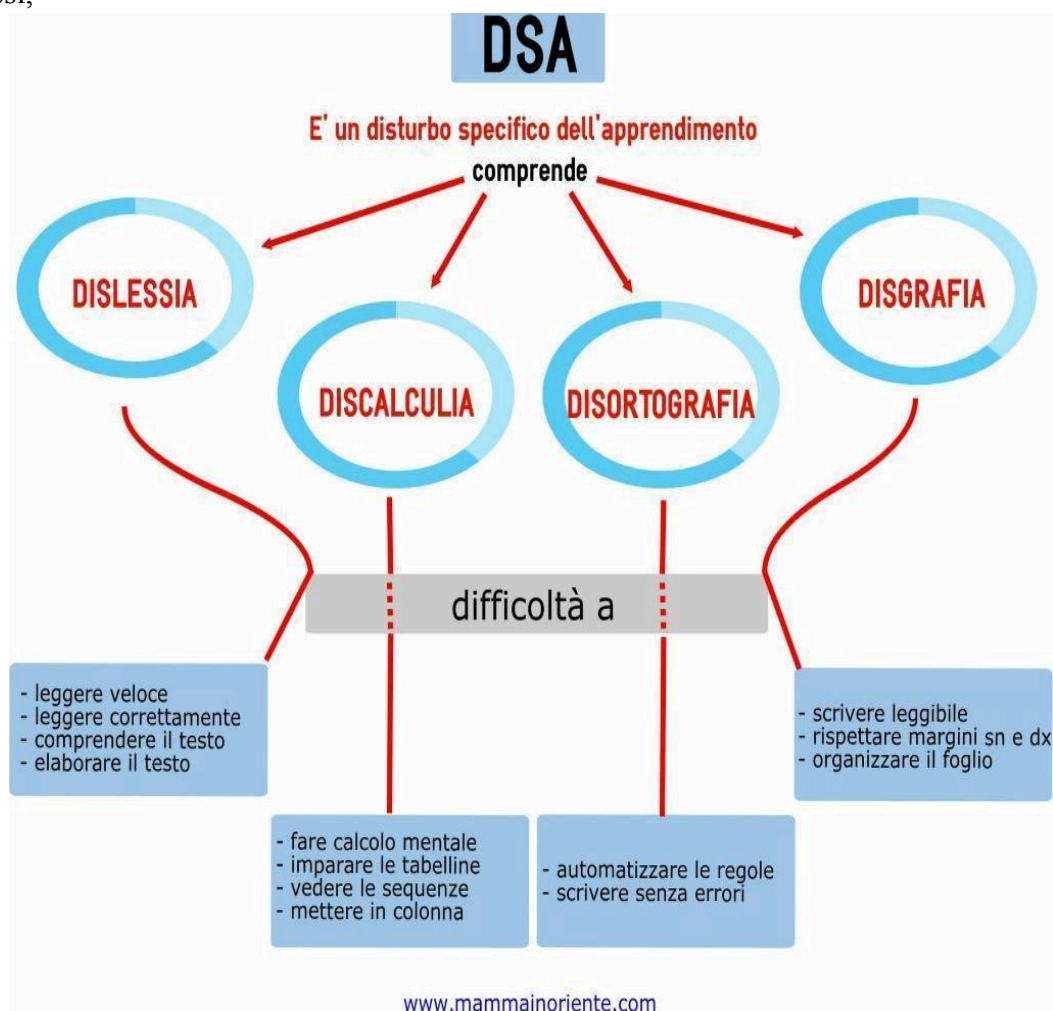 DSA
E' un disturbo specifico dell'apprendimento
comprende
DISLESSIA
DISGRAFIA
DISCALCULIA
DISORTOGRAFIA
difficoltà a
- leggere veloce
- leggere correttamente
- comprendere il testo
- elaborare il testo
- scrivere leggibile
- rispettare margini sn e dx
- organizzare il foglio
- fare calcolo mentale
- imparare le tabelline
- vedere le sequenze
- mettere in colonna
- automatizzare le regole
- scrivere senza errori
www.mammainoriente.com